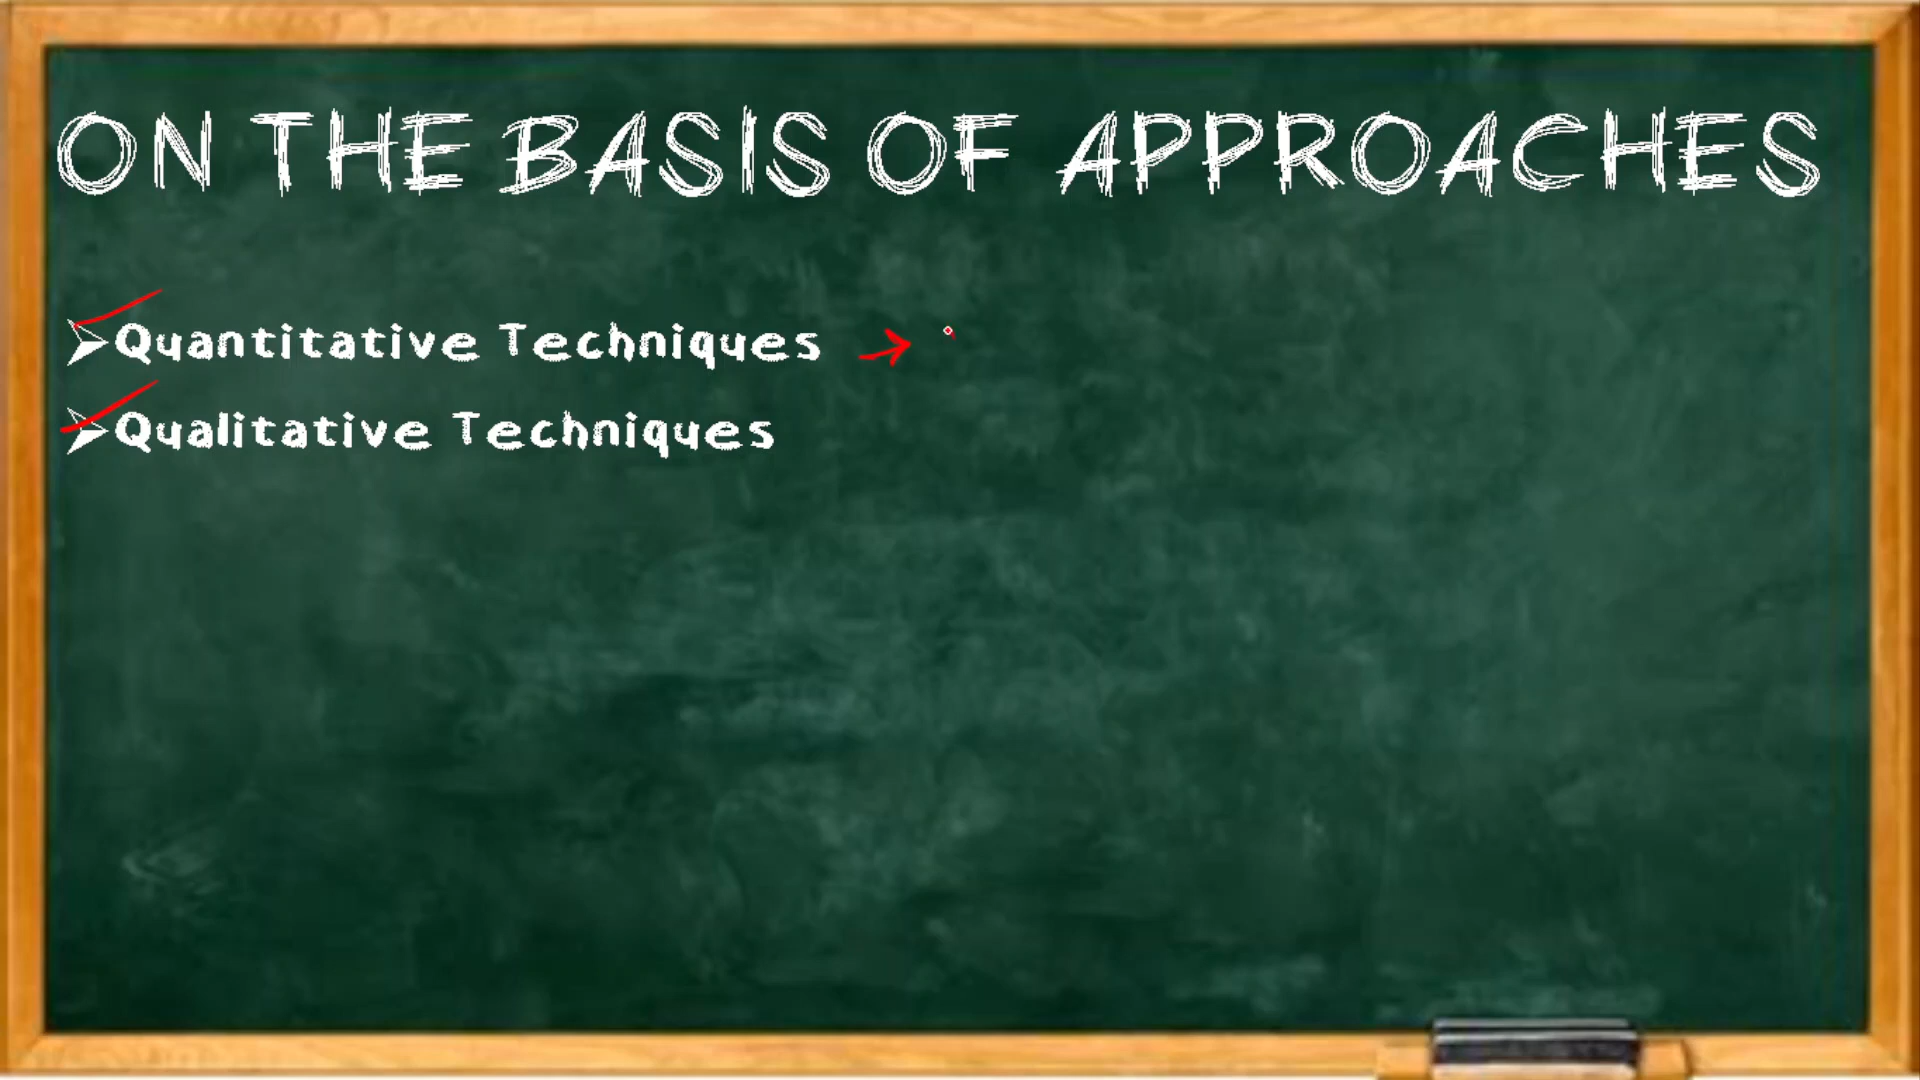 ON THE BASIS OF APPROACHES
Quantitative Techniques
Qualitative Techniques